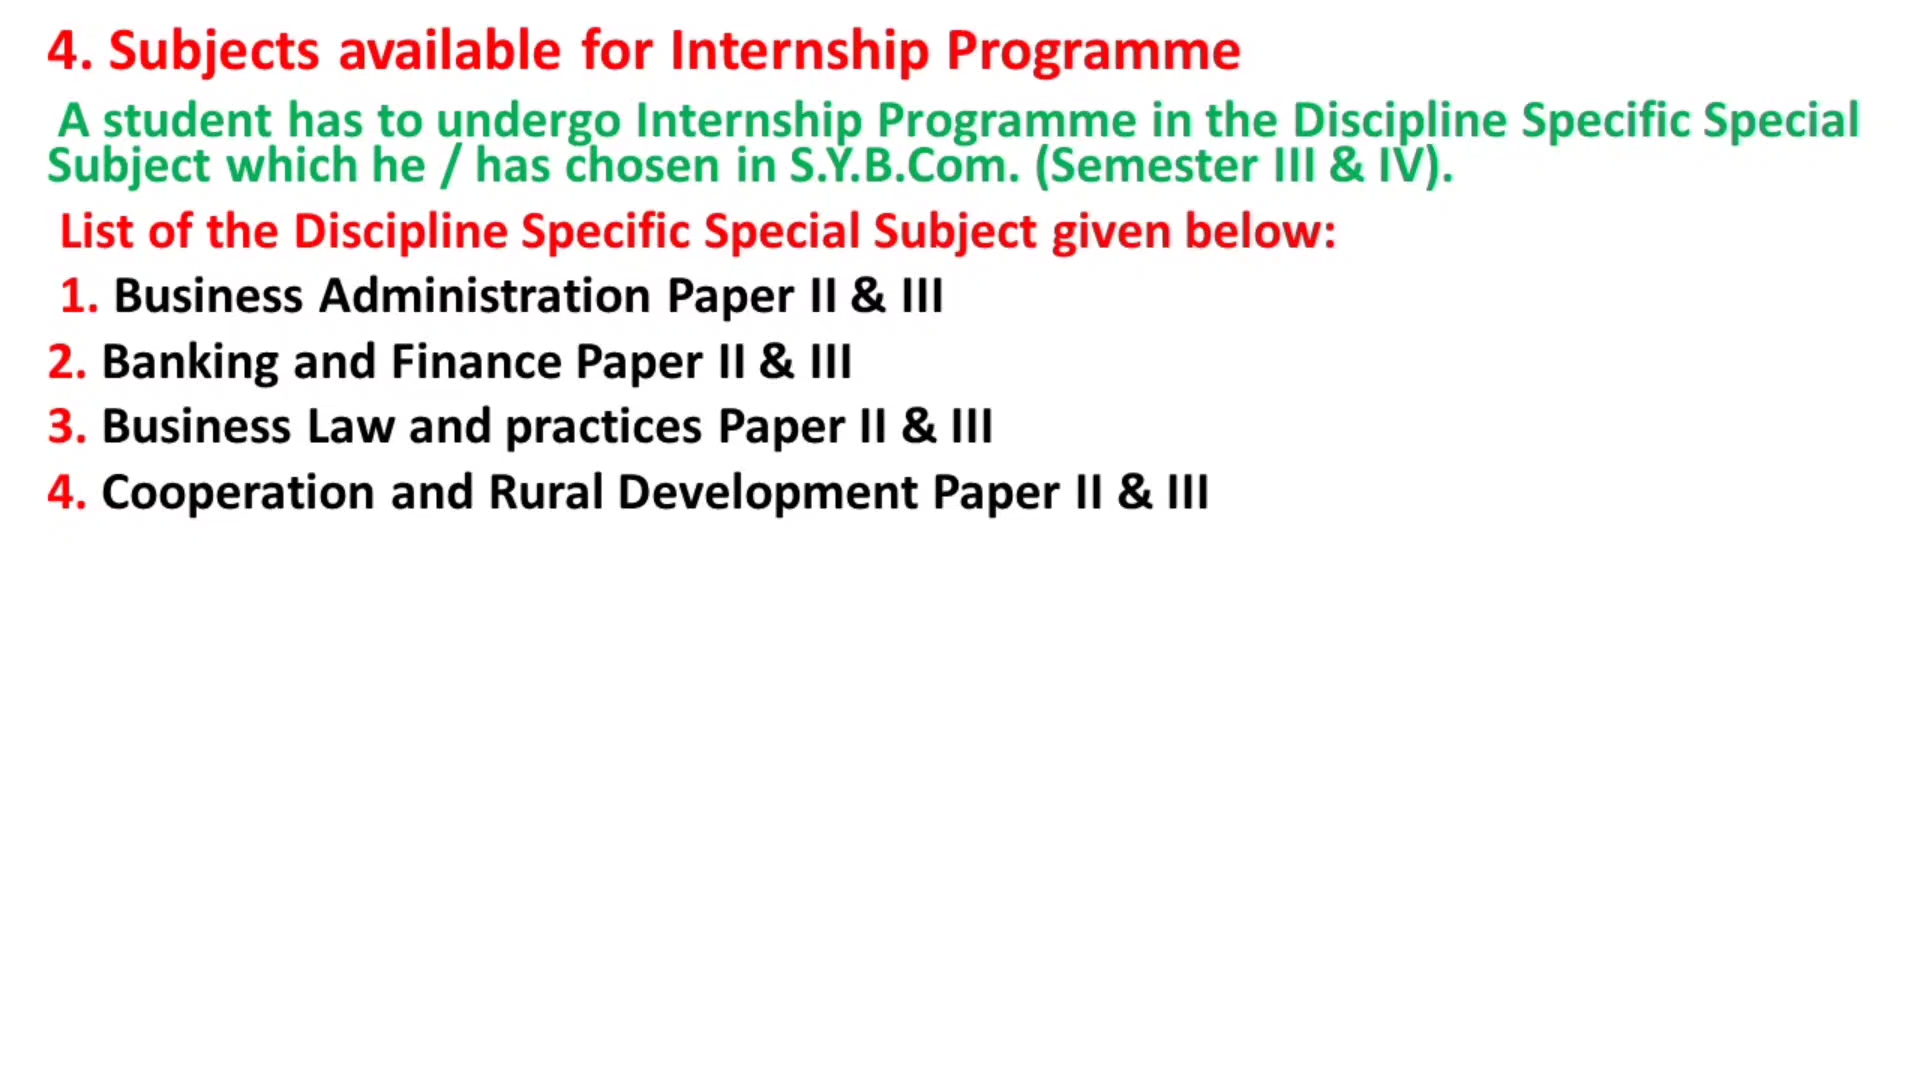 4. Subjects available for Internship Programme
A student has to undergo Internship Programme in the Discipline Specific Special
Subject which he / has chosen in S.Y.B.Com. (Semester III & IV).
List of the Discipline Specific Special Subject given below:
1. Business Administration Paper II & III
2. Banking and Finance Paper II & III
3. Business Law and practices Paper II & III
4. Cooperation and Rural Development Paper II & III